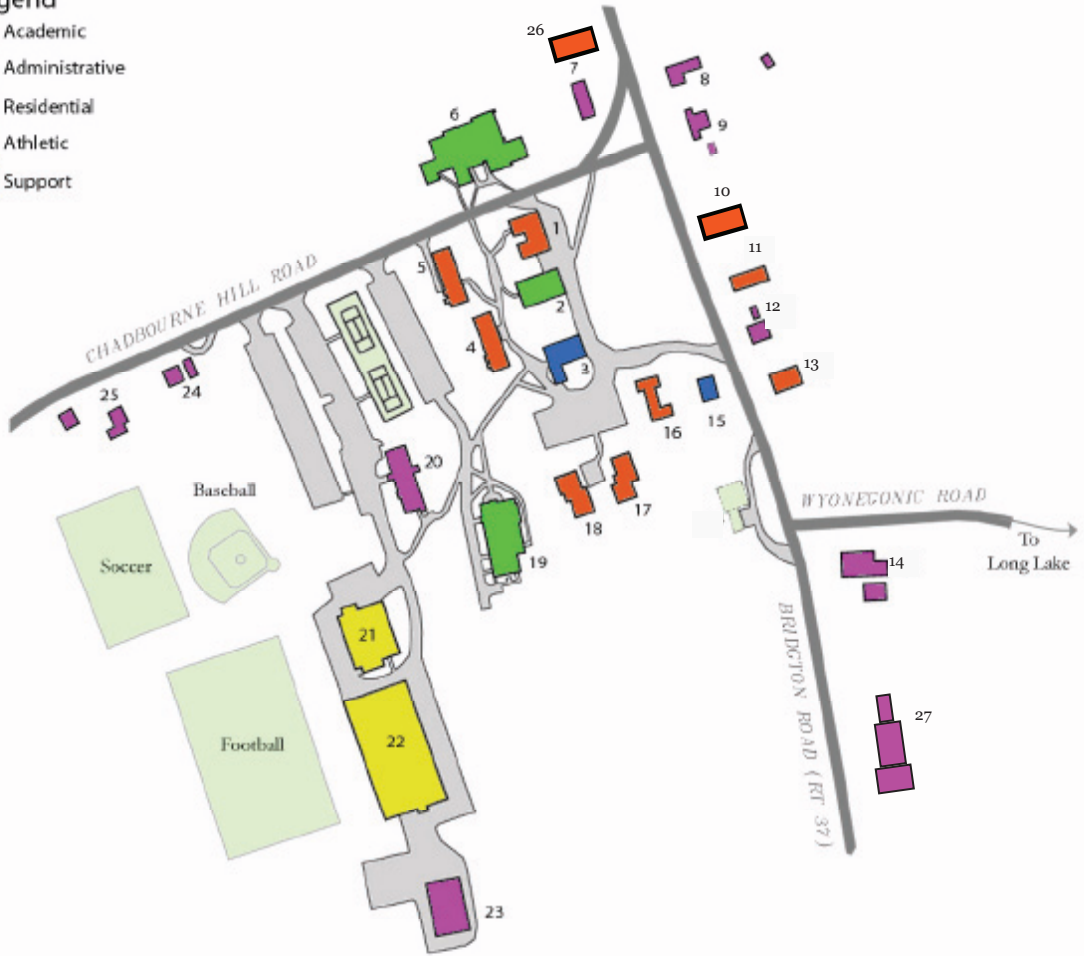 Academic
Administrative
Residential
Athletic
Support
26
7
8
6
9
10
1
11
5
2
12
CHADBOURNE HILL ROAD
4
3
13
24
25
15
16
20
Baseball
WYONEGONIC ROAD
17
18
To
Long Lake
Soccer
19
14
21
BRIDGTON ROAD (RT 37)
27
22
Football
23